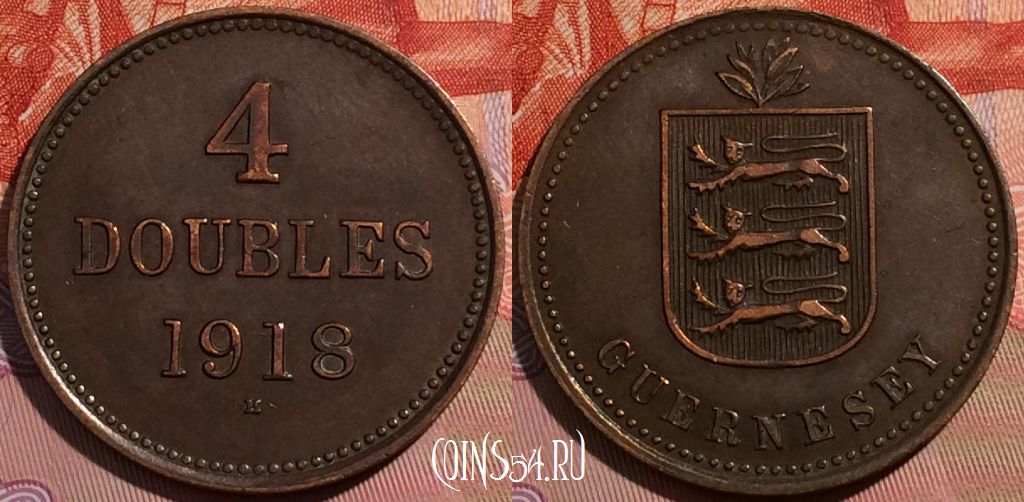 4
DOUBLES
1918
H
GUERNESEY
COINS54.RU